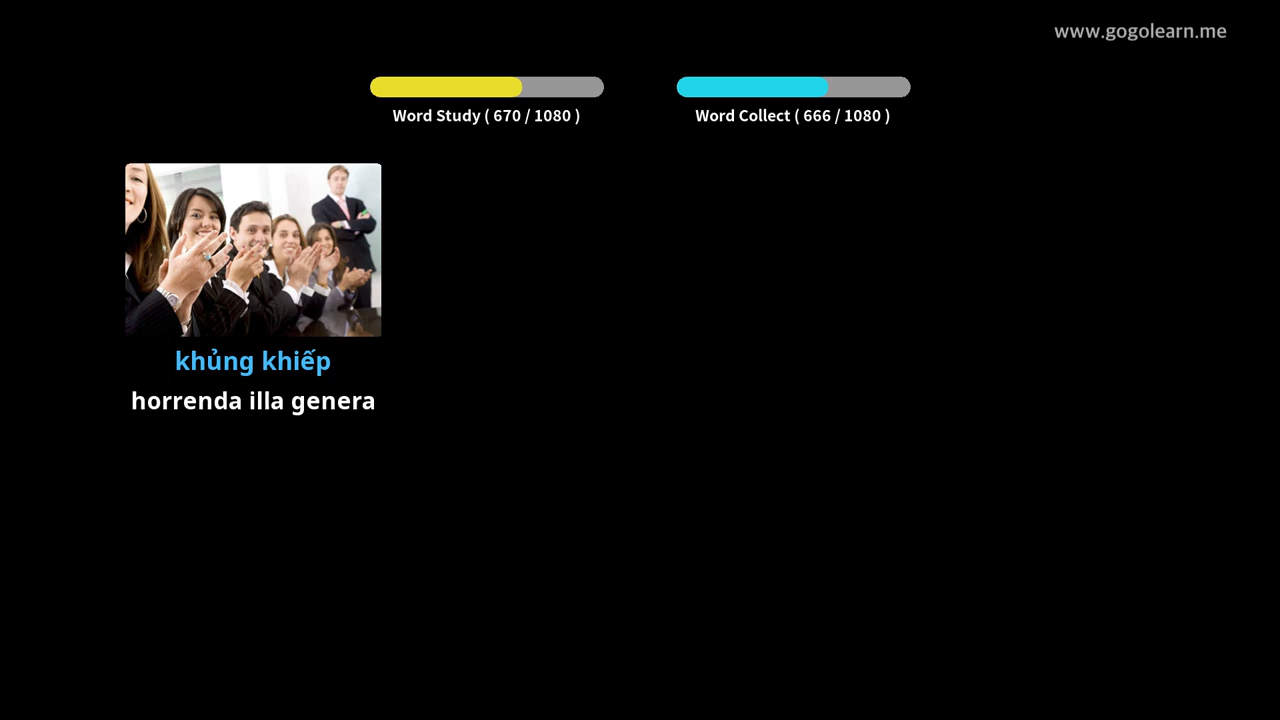 www.gogolearn.me
Word Study ( 670 / 1080 )
Word Collect ( 666 / 1080 )
khủng khiếp
horrenda illa genera